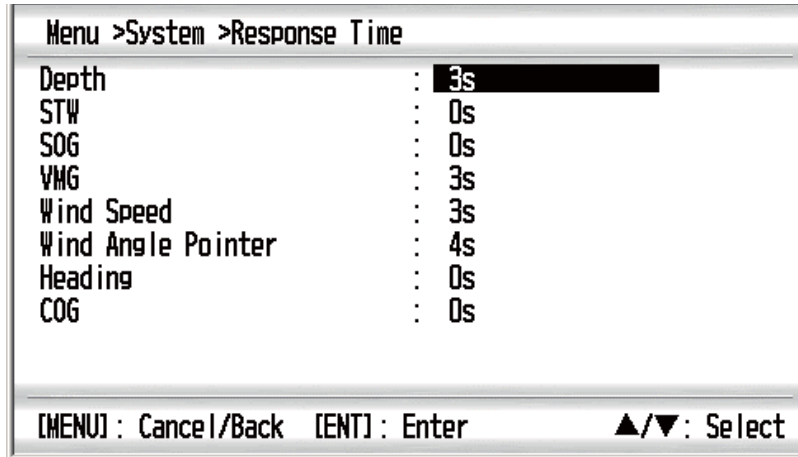 Menu >System >Response Time
Depth : 3s
STW : 0s
SOG : 0s
VMG : 3s
Wind Speed : 3s
Wind Angle Pointer : 4s
Heading : 0s
COG : 0s
[MENU] : Cancel/Back [ENT] : Enter ▲/▼: Select